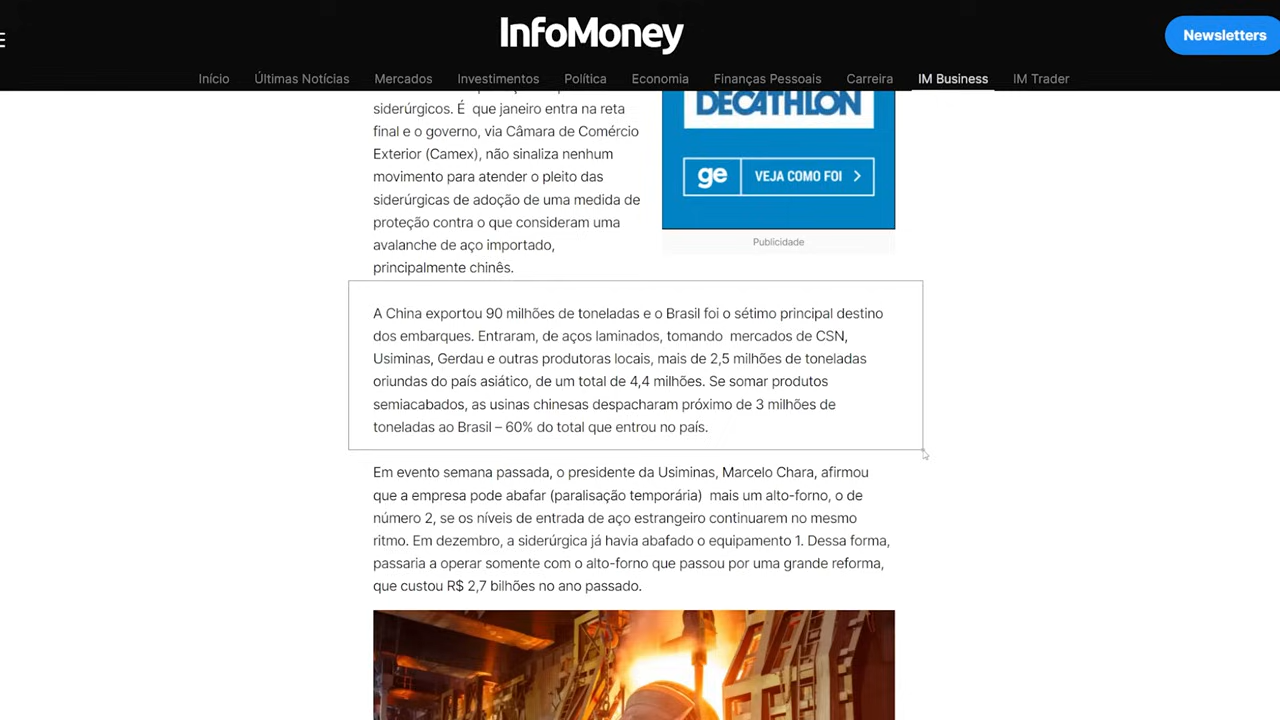 InfoMoney
Newsletters
Início Últimas Notícias Mercados Investimentos Política Economia Finanças Pessoais Carreira IM Business IM Trader
siderúrgicos. É que janeiro entra na reta
final e o governo, via Câmara de Comércio
Exterior (Camex), não sinaliza nenhum
movimento para atender o pleito das
siderúrgicas de adoção de uma medida de
proteção contra o que consideram uma
avalanche de aço importado,
principalmente chinês.
DECATHLON
ge VEJA COMO FOI
Publicidade
A China exportou 90 milhões de toneladas e o Brasil foi o sétimo principal destino
dos embarques. Entraram, de aços laminados, tomando mercados de CSN,
Usiminas, Gerdau e outras produtoras locais, mais de 2,5 milhões de toneladas
oriundas do país asiático, de um total de 4,4 milhões. Se somar produtos
semiacabados, as usinas chinesas despacharam próximo de 3 milhões de
toneladas ao Brasil – 60% do total que entrou no país.
Em evento semana passada, o presidente da Usiminas, Marcelo Chara, afirmou
que a empresa pode abafar (paralisação temporária) mais um alto-forno, o de
número 2, se os níveis de entrada de aço estrangeiro continuarem no mesmo
ritmo. Em dezembro, a siderúrgica já havia abafado o equipamento 1. Dessa forma,
passaria a operar somente com o alto-forno que passou por uma grande reforma,
que custou R$ 2,7 bilhões no ano passado.